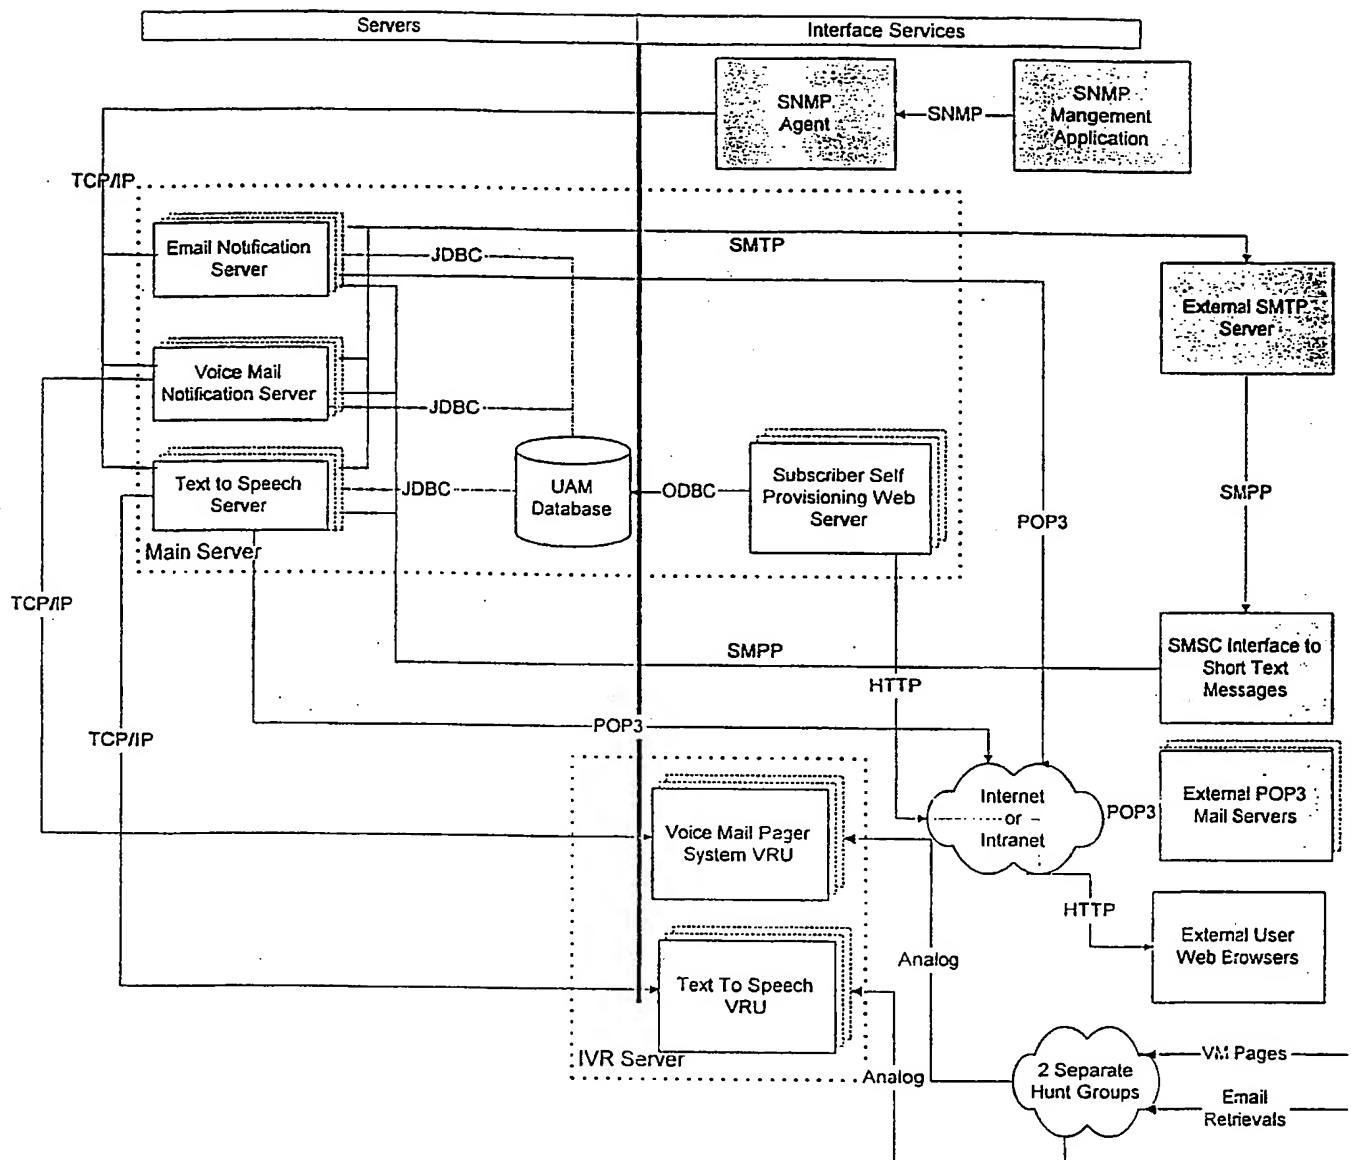 Servers
Interface Services
SNMP
Agent
SNMP
SNMP
Mangement
Application
TCP/IP
Email Notification
Server
JDBC
SMTP
External SMTP
Server
Voice Mail
Notification Server
JDBC
Text to Speech
Server
JDBC
UAM
Database
ODBC
Subscriber Self
Provisioning Web
Server
SMPP
POP3
Main Server
TCP/IP
SMPP
SMSC Interface to
Short Text
Messages
HTTP
POP3
TCP/IP
Internet
or
Intranet
POP3
External POP3
Mail Servers
Voice Mail Pager
System VRU
HTTP
External User
Web Browsers
Analog
Text To Speech
VRU
IVR Server
Analog
2 Separate
Hunt Groups
VM Pages
Email
Retrievals